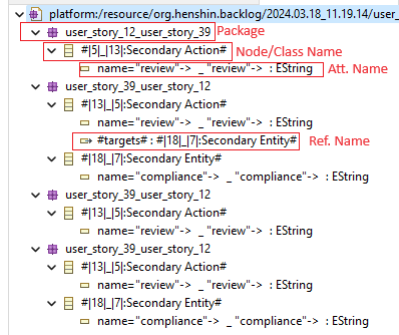 platform:/resource/org.henshin.backlog/2024.03.18_11.19.14/user_
user_story_12_user_story_39 Package
#|5|_|13|:Secondary Action# Node/Class Name
name="review"-> _ "review"-> : EString Att. Name
user_story_39_user_story_12
#|13|_|5|:Secondary Action#
name="review"-> _ "review"-> : EString
#targets# : #|18|_|7|:Secondary Entity# Ref. Name
#|18|_|7|:Secondary Entity#
name="compliance"-> _ "compliance"-> : EString
user_story_39_user_story_12
#|13|_|5|:Secondary Action#
name="review"-> _ "review"-> : EString
user_story_39_user_story_12
#|13|_|5|:Secondary Action#
name="review"-> _ "review"-> : EString
#|18|_|7|:Secondary Entity#
name="compliance"-> _ "compliance"-> : EString